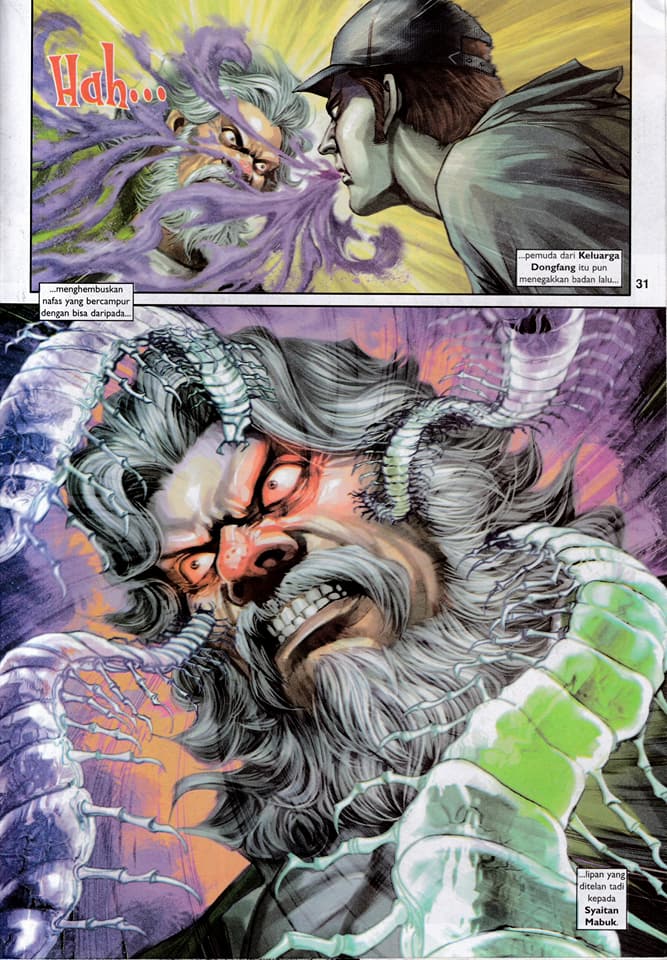 Hah...
...pemuda dari Keluarga
Dongfang itu pun
menegakkan badan lalu...
31
...menghembuskan
nafas yang bercampur
dengan bisa daripada...
...lipan yang
ditelan tadi
kepada
Syaitan
Mabuk.